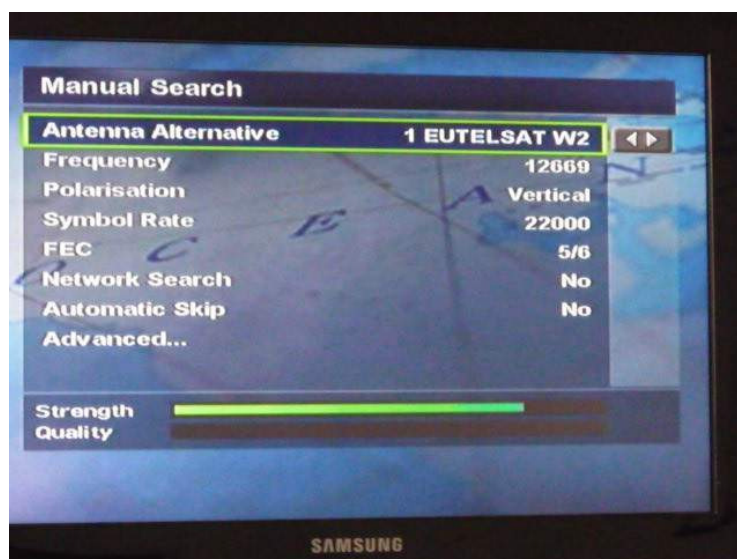 Manual Search
Antenna Alternative 1 EUTELSAT W2
Frequency 12669
Polarisation Vertical
Symbol Rate 22000
FEC 5/6
Network Search No
Automatic Skip No
Advanced...
Strength
Quality
SAMSUNG